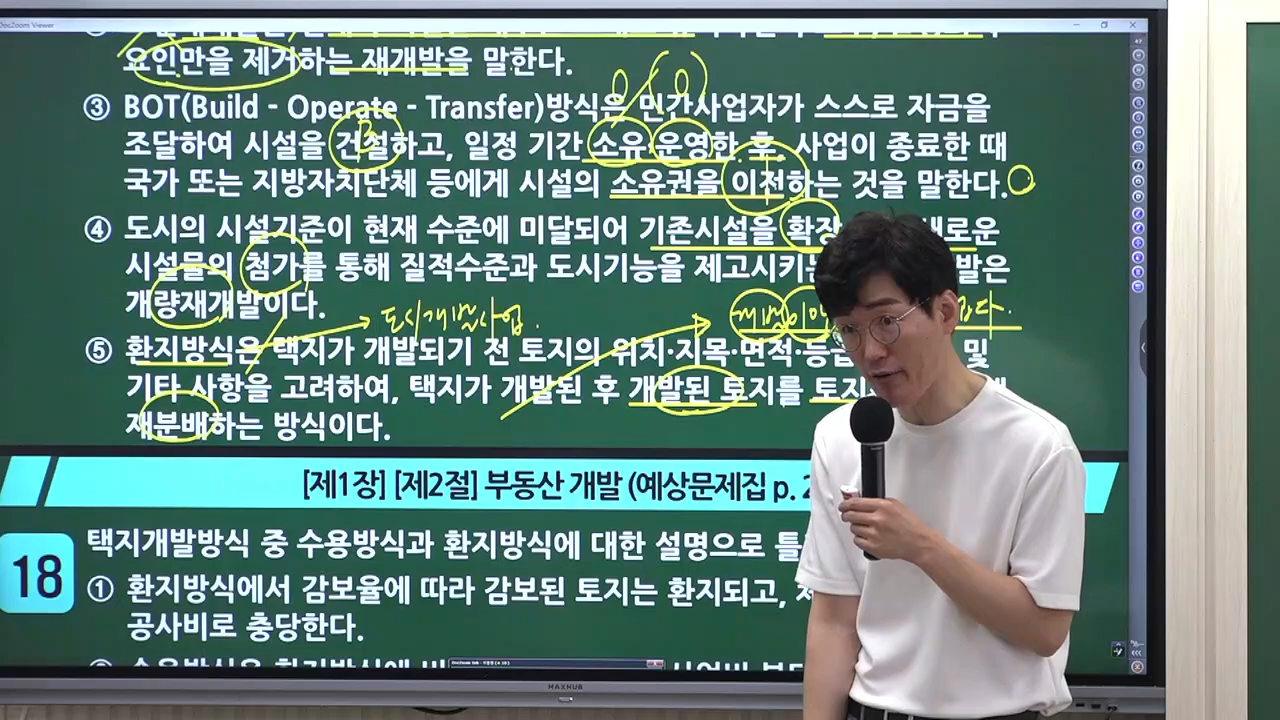 DocZoom Viewer
요인만을 제거하는 재개발을 말한다.
③ BOT(Build - Operate - Transfer)방식은 민간사업자가 스스로 자금을
조달하여 시설을 건설하고, 일정 기간 소유·운영한 후, 사업이 종료한 때
국가 또는 지방자치단체 등에게 시설의 소유권을 이전하는 것을 말한다.
④ 도시의 시설기준이 현재 수준에 미달되어 기존시설을 확장 새로운
시설물의 첨가를 통해 질적수준과 도시기능을 제고시키는 발은
개량재개발이다.
도시개발사업.
⑤ 환지방식은 택지가 개발되기 전 토지의 위치·지목·면적·등급 및
기타 사항을 고려하여, 택지가 개발된 후 개발된 토지를 토지
재분배하는 방식이다.
[제1장] [제2절] 부동산 개발 (예상문제집 p. 2
18
택지개발방식 중 수용방식과 환지방식에 대한 설명으로 틀
① 환지방식에서 감보율에 따라 감보된 토지는 환지되고,
공사비로 충당한다.
MAXHUB